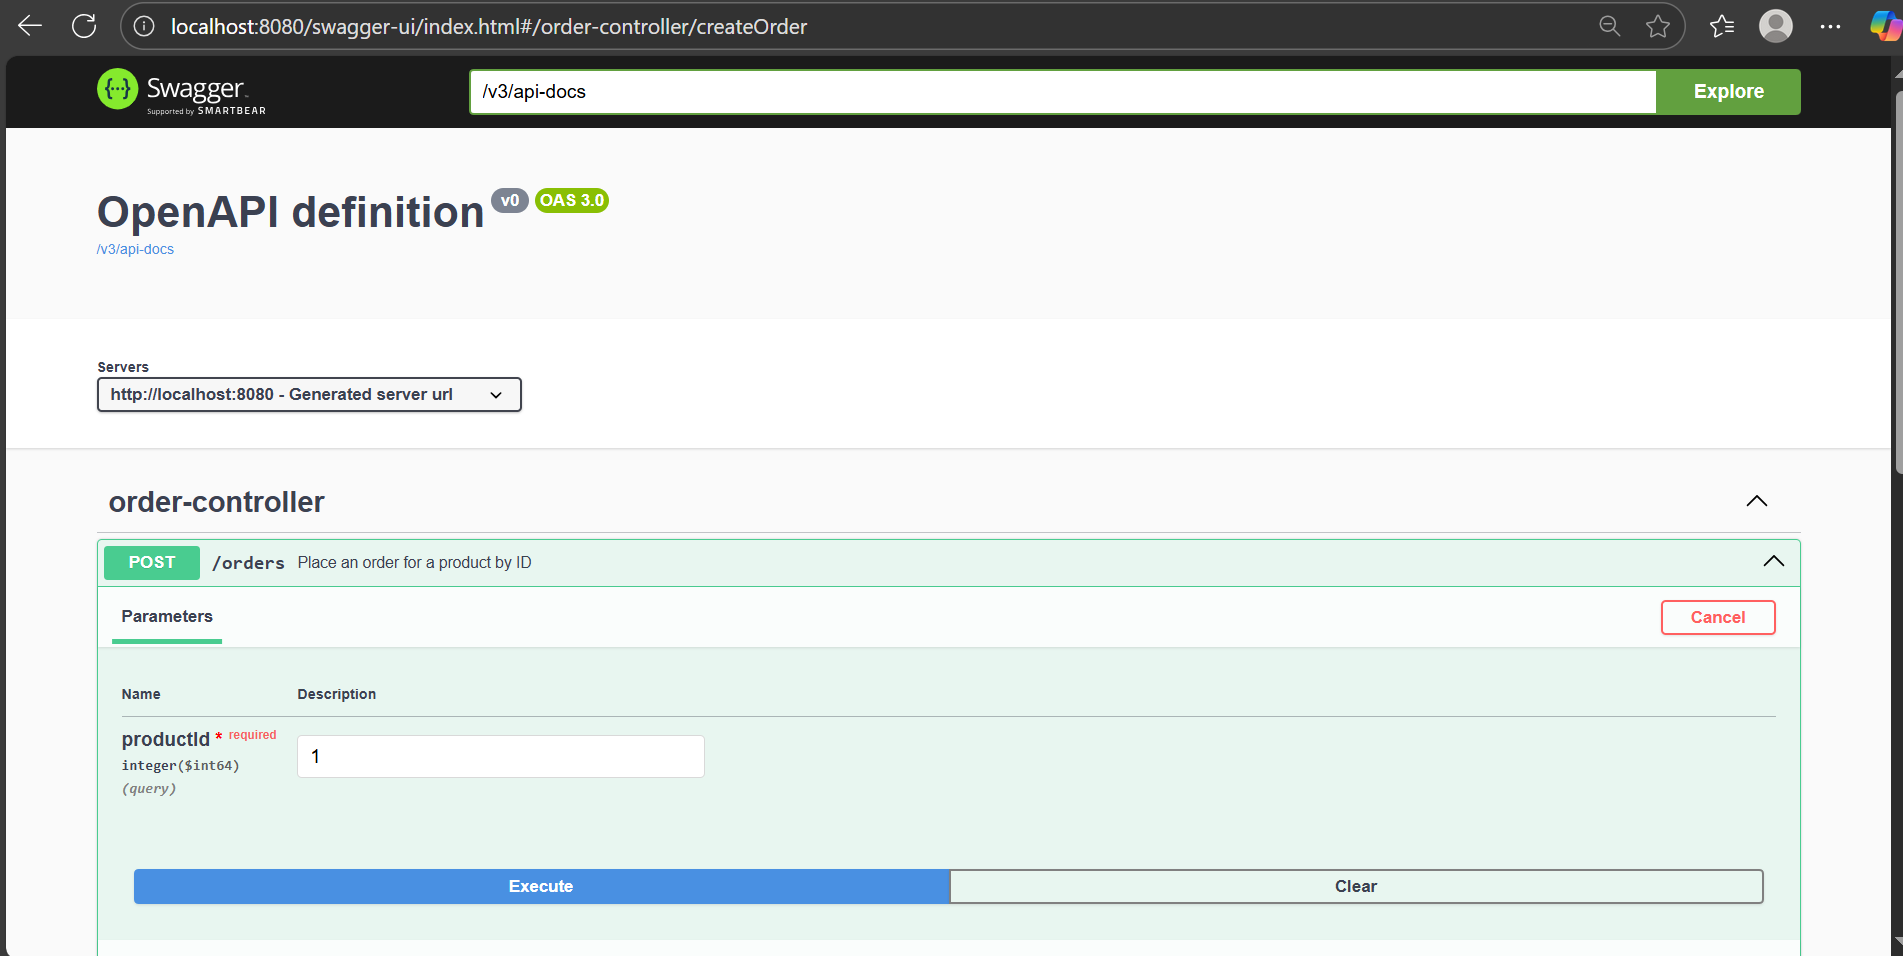 localhost:8080/swagger-ui/index.html#/order-controller/createOrder
{··} Swagger
Supported by SMARTBEAR
/v3/api-docs
Explore
OpenAPI definition v0 OAS 3.0
/v3/api-docs
Servers
http://localhost:8080 - Generated server url
order-controller
POST /orders Place an order for a product by ID
Parameters
Cancel
Name Description
productId * required
integer($int64)
(query)
1
Execute
Clear